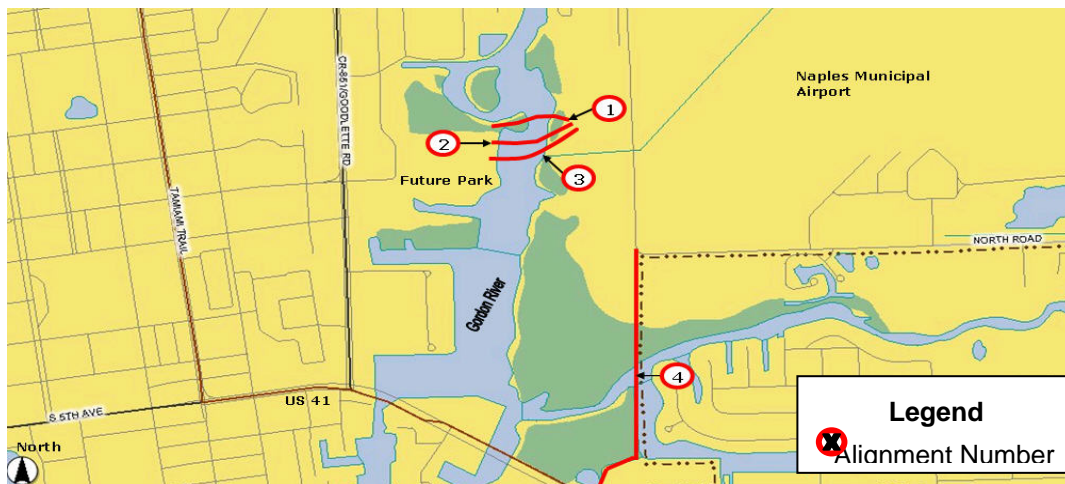 CR-851/GOODLETTE RD
Naples Municipal
Airport
1
2
3
Future Park
TAMIAMI TRAIL
NORTH ROAD
Gordon River
4
US 41
S 5TH AVE
North
Legend
X
Alignment Number